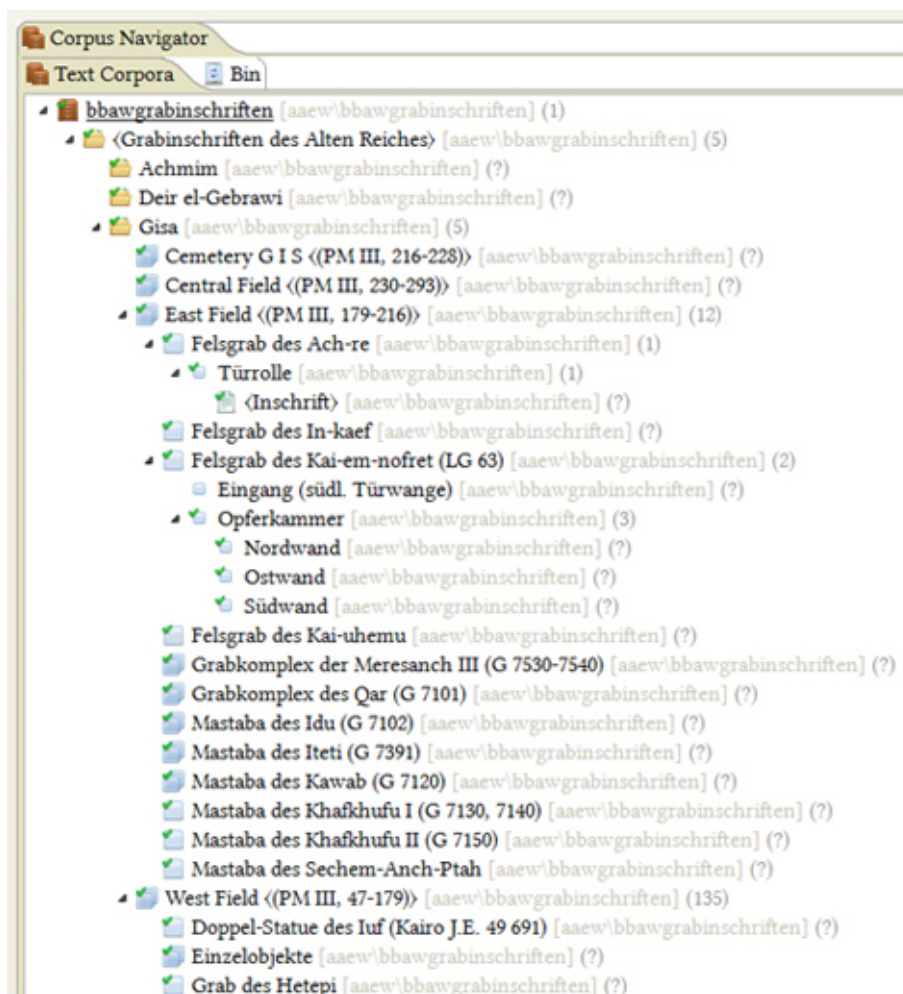 Corpus Navigator
Text Corpora Bin
bbawgrabinschriften [aaew\bbawgrabinschriften] (1)
‹Grabinschriften des Alten Reiches› [aaew\bbawgrabinschriften] (5)
Achmim [aaew\bbawgrabinschriften] (?)
Deir el-Gebrawi [aaew\bbawgrabinschriften] (?)
Gisa [aaew\bbawgrabinschriften] (5)
Cemetery G I S ‹(PM III, 216-228)› [aaew\bbawgrabinschriften] (?)
Central Field ‹(PM III, 230-293)› [aaew\bbawgrabinschriften] (?)
East Field ‹(PM III, 179-216)› [aaew\bbawgrabinschriften] (12)
Felsgrab des Ach-re [aaew\bbawgrabinschriften] (1)
Türrolle [aaew\bbawgrabinschriften] (1)
‹Inschrift› [aaew\bbawgrabinschriften] (?)
Felsgrab des In-kaef [aaew\bbawgrabinschriften] (?)
Felsgrab des Kai-em-nofret (LG 63) [aaew\bbawgrabinschriften] (2)
Eingang (südl. Türwange) [aaew\bbawgrabinschriften] (?)
Opferkammer [aaew\bbawgrabinschriften] (3)
Nordwand [aaew\bbawgrabinschriften] (?)
Ostwand [aaew\bbawgrabinschriften] (?)
Südwand [aaew\bbawgrabinschriften] (?)
Felsgrab des Kai-uhemu [aaew\bbawgrabinschriften] (?)
Grabkomplex der Meresanch III (G 7530-7540) [aaew\bbawgrabinschriften] (?)
Grabkomplex des Qar (G 7101) [aaew\bbawgrabinschriften] (?)
Mastaba des Idu (G 7102) [aaew\bbawgrabinschriften] (?)
Mastaba des Iteti (G 7391) [aaew\bbawgrabinschriften] (?)
Mastaba des Kawab (G 7120) [aaew\bbawgrabinschriften] (?)
Mastaba des Khafkhufu I (G 7130, 7140) [aaew\bbawgrabinschriften] (?)
Mastaba des Khafkhufu II (G 7150) [aaew\bbawgrabinschriften] (?)
Mastaba des Sechem-Anch-Ptah [aaew\bbawgrabinschriften] (?)
West Field ‹(PM III, 47-179)› [aaew\bbawgrabinschriften] (135)
Doppel-Statue des Iuf (Kairo J.E. 49 691) [aaew\bbawgrabinschriften] (?)
Einzelobjekte [aaew\bbawgrabinschriften] (?)
Grab des Hetepi [aaew\bbawgrabinschriften] (?)